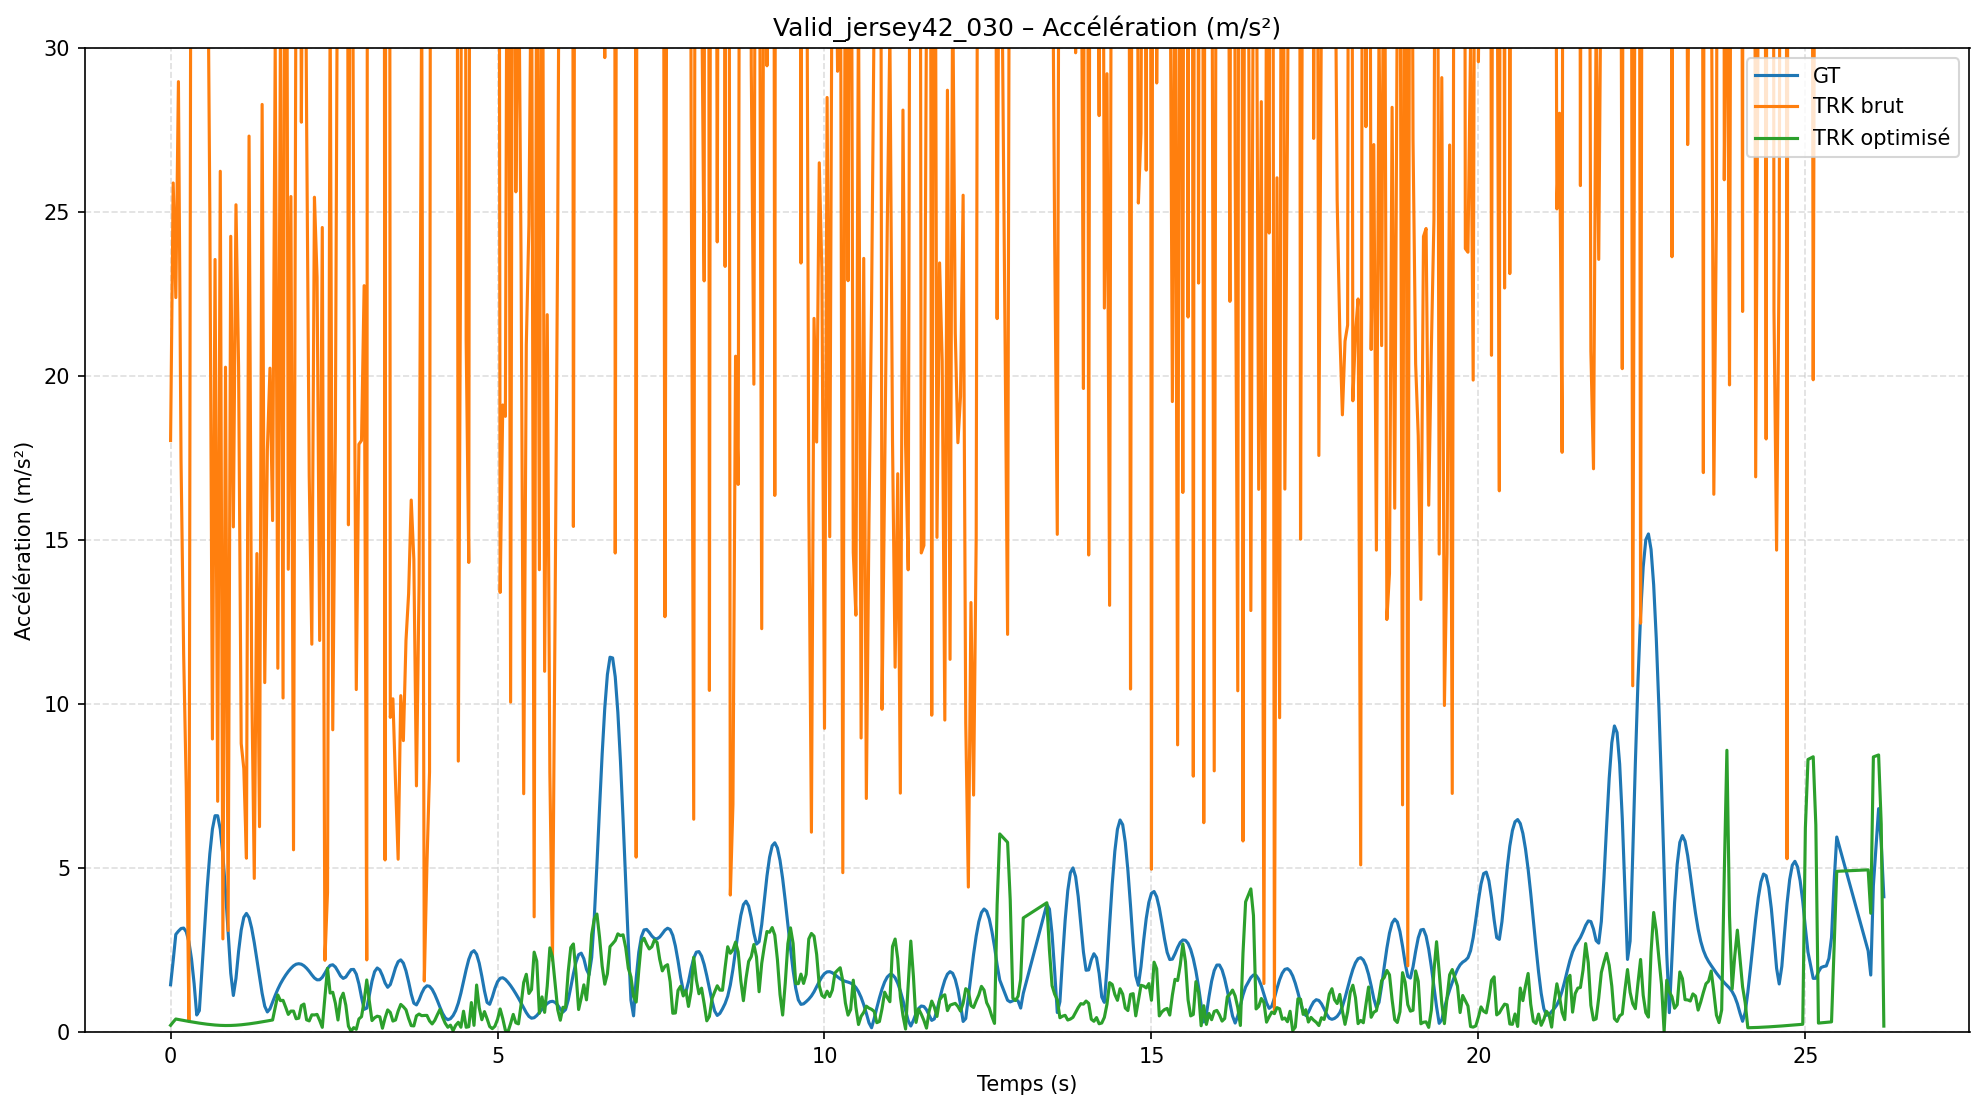 Valid_jersey42_030 – Accélération (m/s²)
30
25
20
15
10
5
0
Accélération (m/s²)
GT
TRK brut
TRK optimisé
0
5
10
15
20
25
Temps (s)